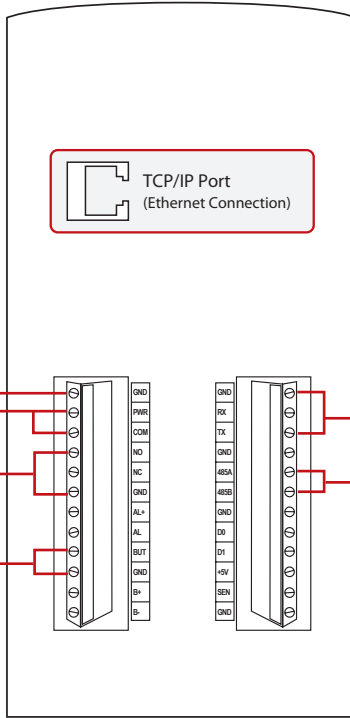 TCP/IP Port
(Ethernet Connection)
GND
PWR
COM
NO
NC
GND
AL+
AL
BUT
GND
B+
B-
GND
RX
TX
GND
485A
485B
GND
D0
D1
+5V
SEN
GND